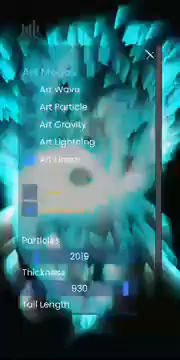 Art Modes
Art Wave
Art Particle
Art Gravity
Art Lightning
Art Linear
Particles
2019
Thickness
930
Tail Length